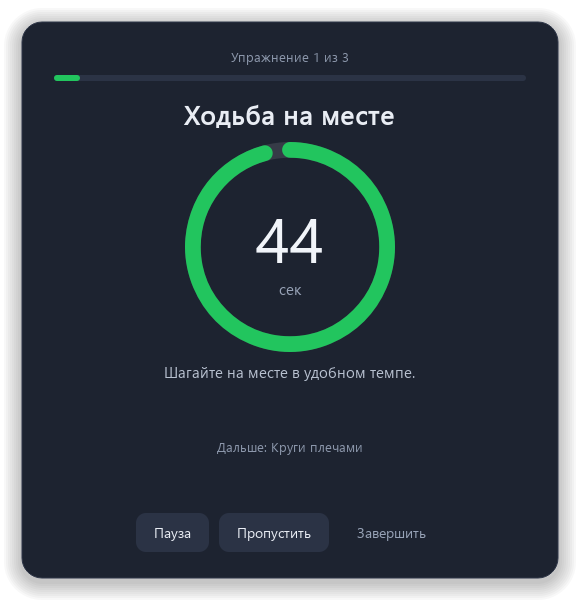 Упражнение 1 из 3
Ходьба на месте
44
сек
Шагайте на месте в удобном темпе.
Дальше: Круги плечами
Пауза
Пропустить
Завершить